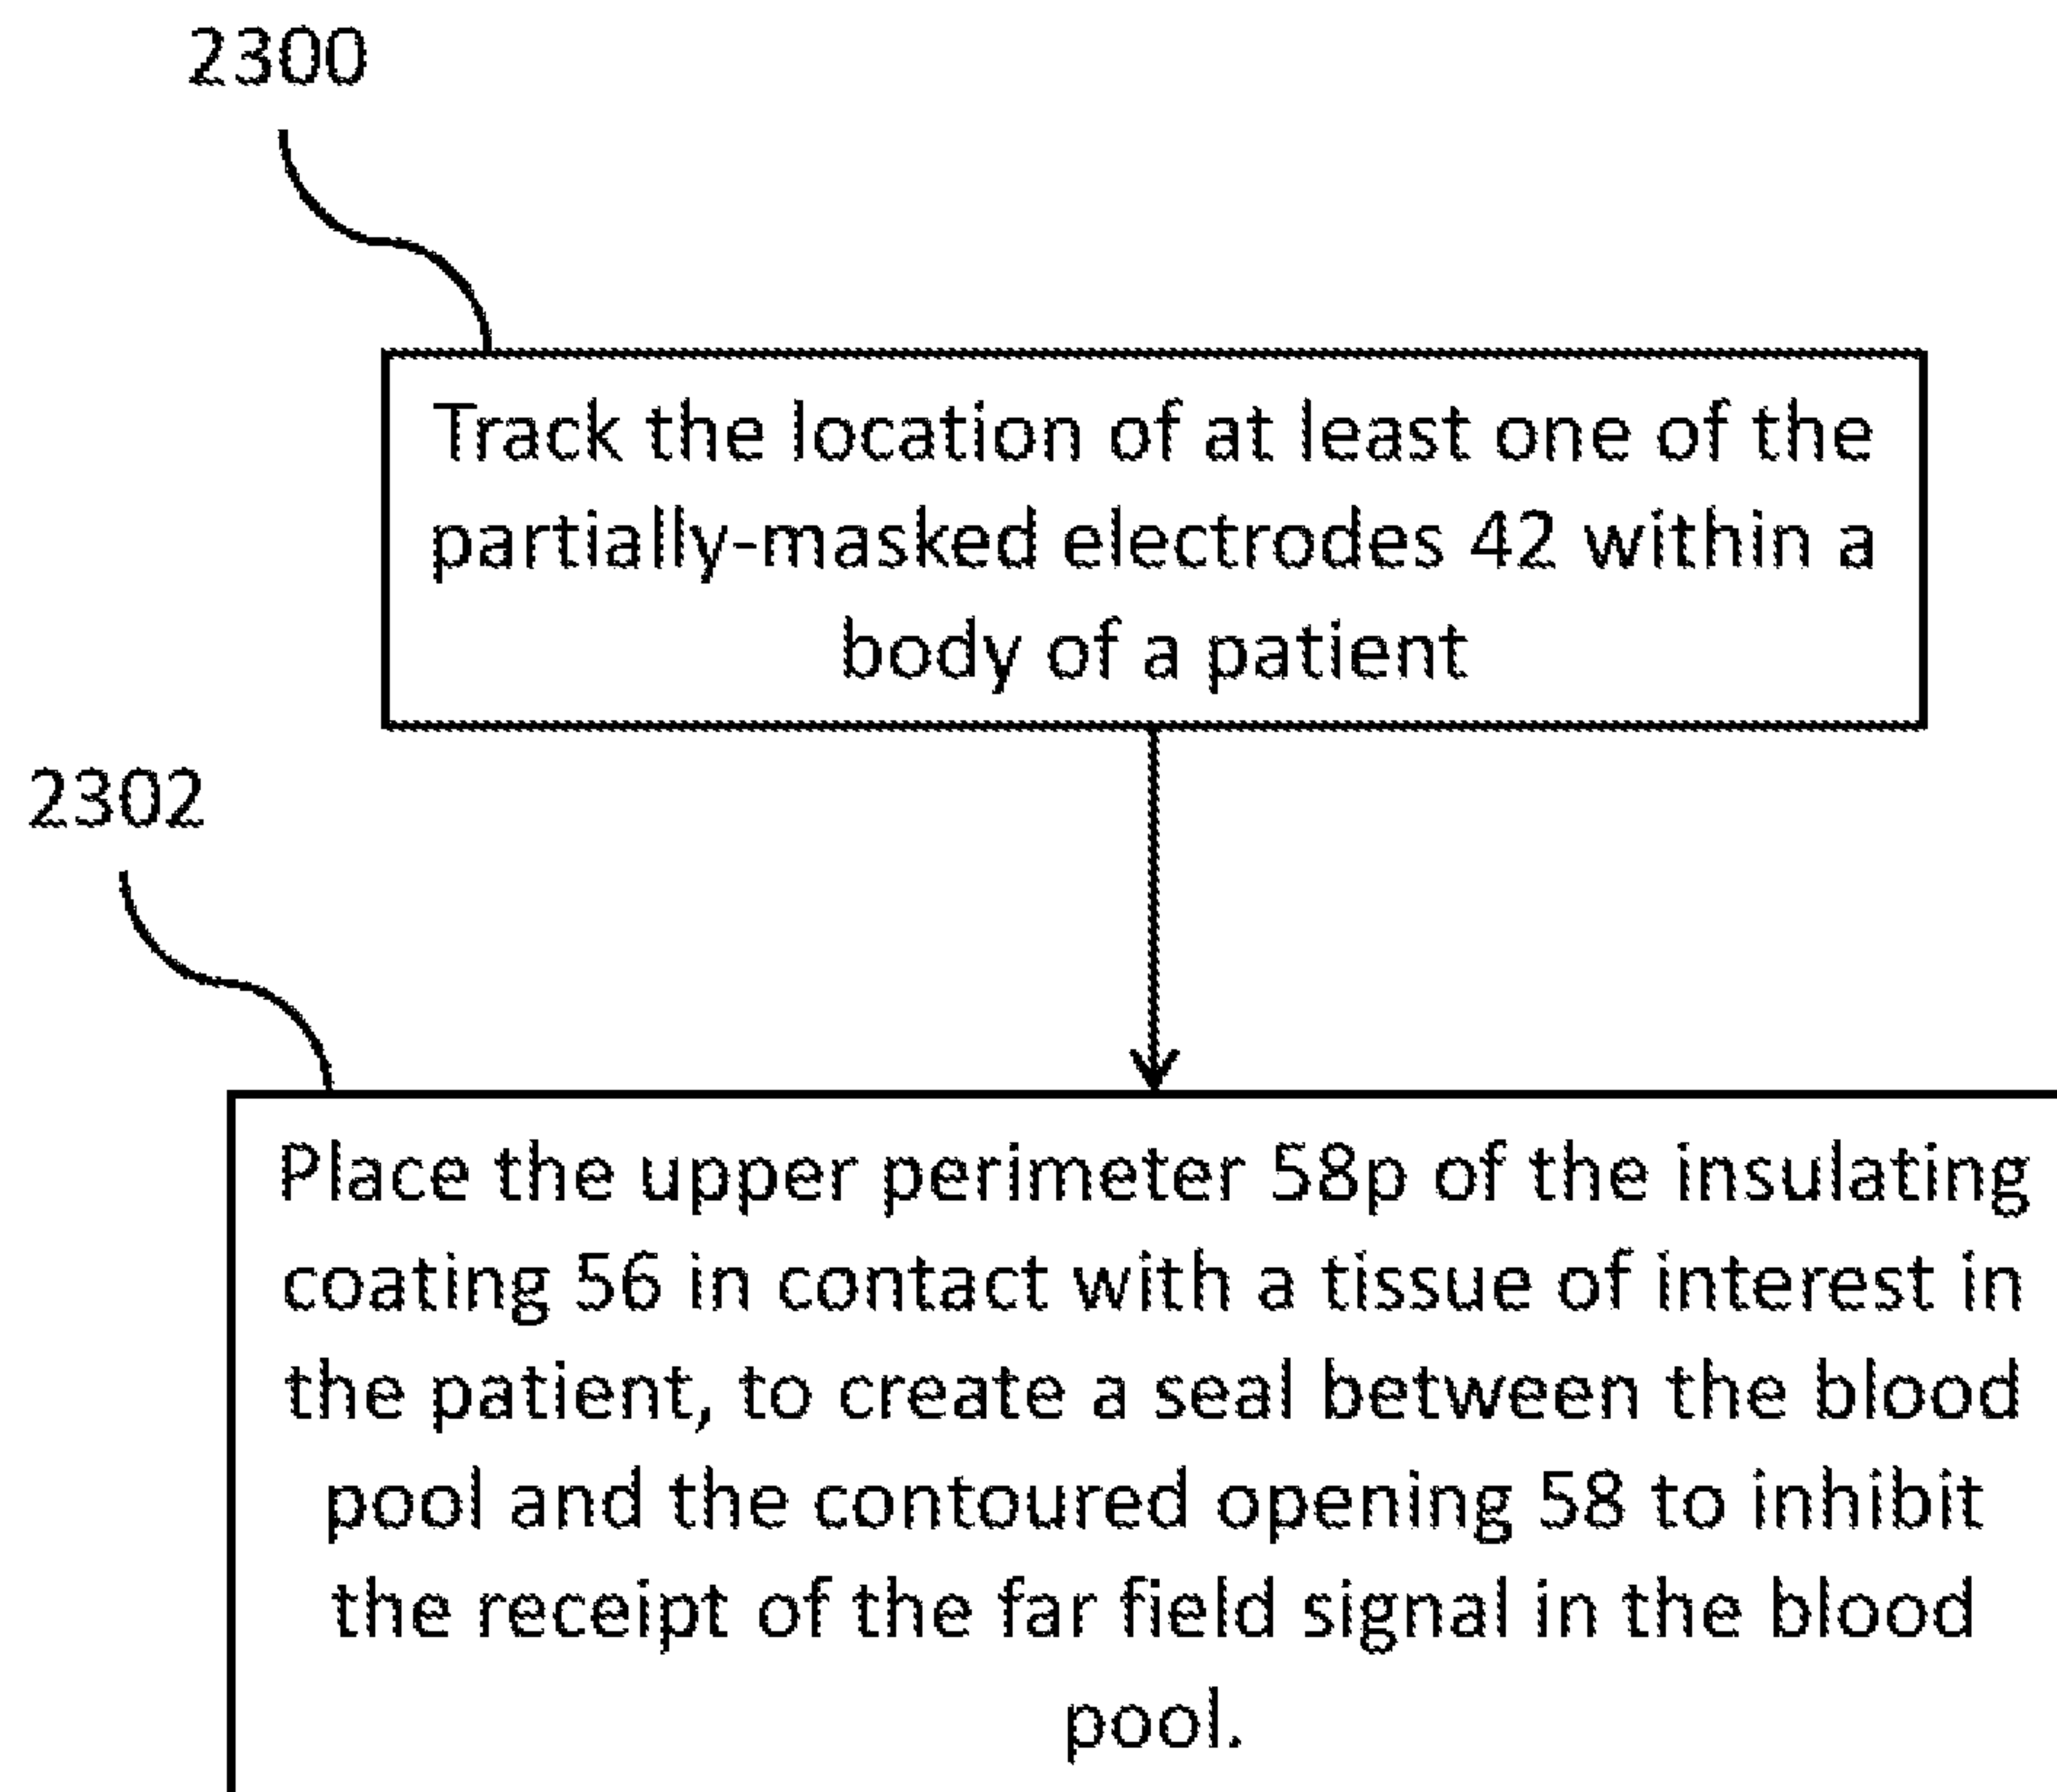 2300
Track the location of at least one of the
partially-masked electrodes 42 within a
body of a patient
2302
Place the upper perimeter 58p of the insulating
coating 56 in contact with a tissue of interest in
the patient, to create a seal between the blood
pool and the contoured opening 58 to inhibit
the receipt of the far field signal in the blood
pool.